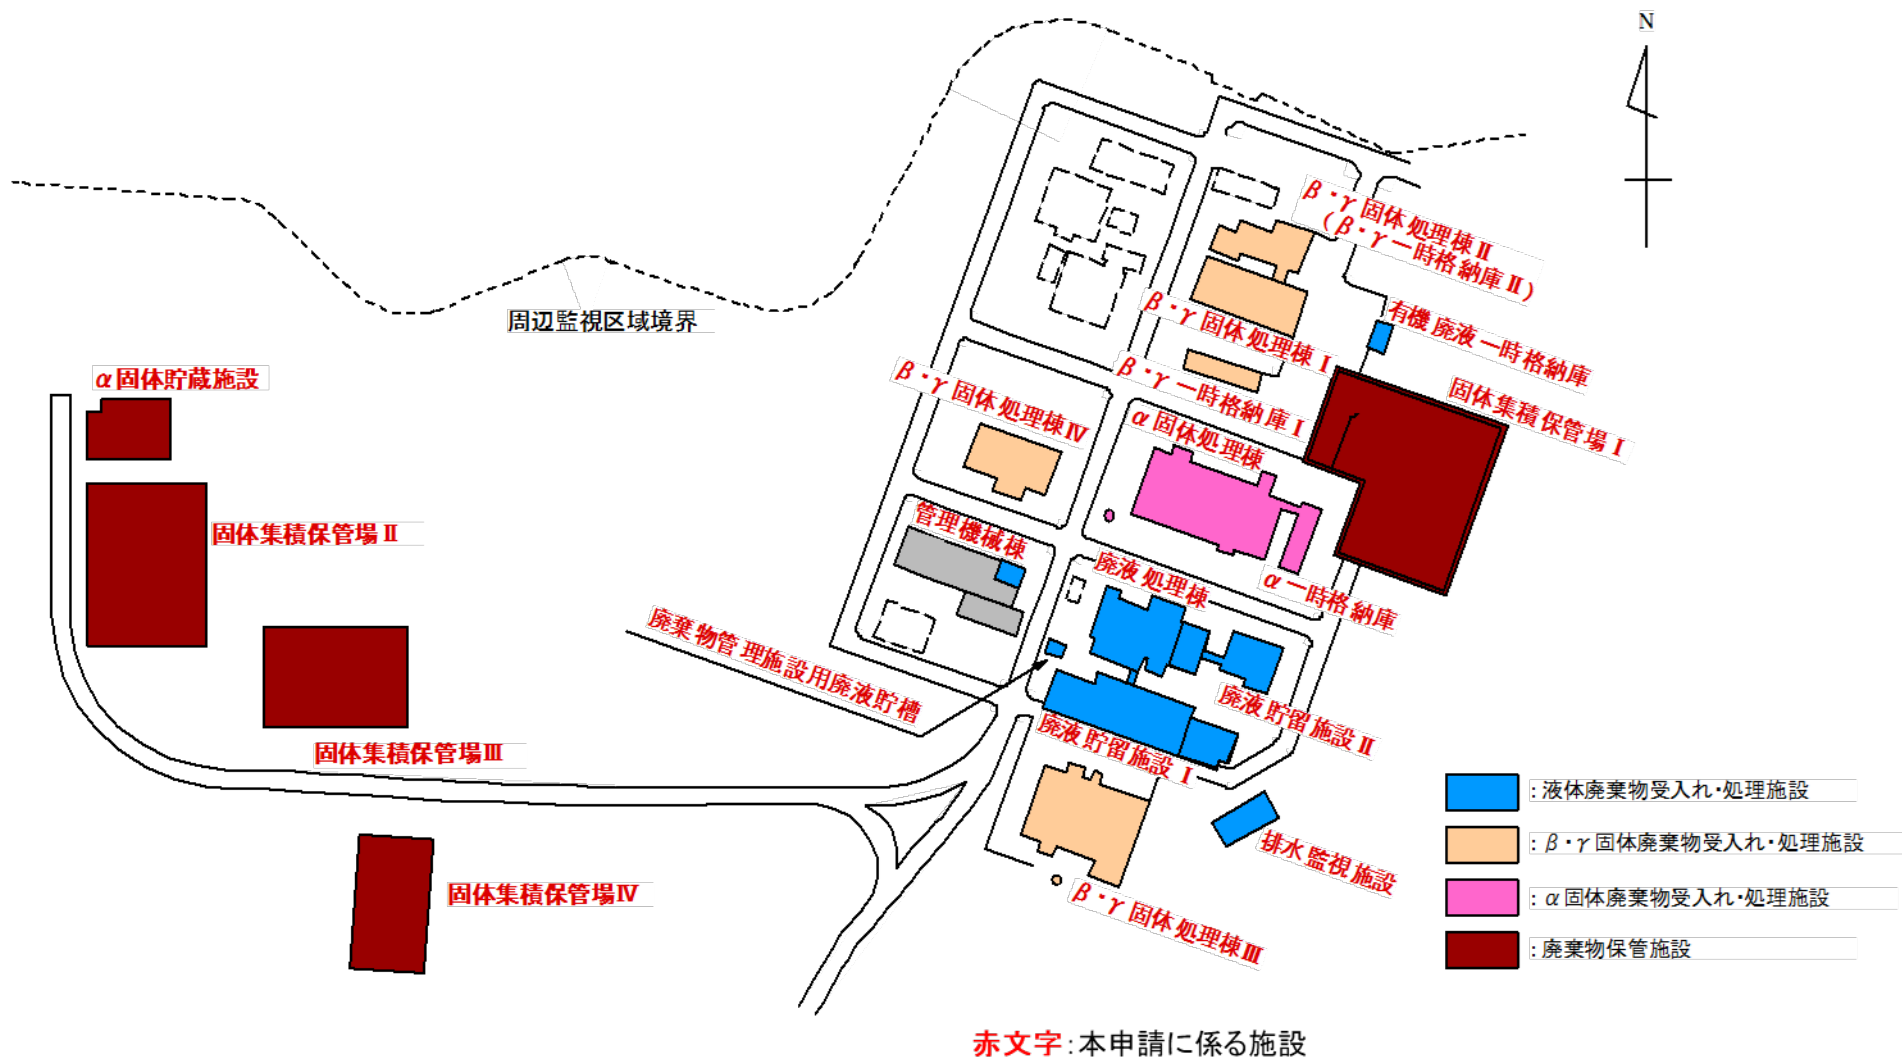 N
β・γ固体処理棟Ⅱ
(β・γ一時格納庫Ⅱ)
周辺監視区域境界
β・γ固体処理棟Ⅰ
有機廃液一時格納庫
α固体貯蔵施設
β・γ固体処理棟Ⅳ
β・γ一時格納庫Ⅰ
固体集積保管場Ⅰ
α固体処理棟
固体集積保管場Ⅱ
管理機械棟
廃液処理棟
α一時格納庫
廃棄物管理施設用廃液貯槽
廃液貯留施設Ⅱ
固体集積保管場Ⅲ
廃液貯留施設Ⅰ
排水監視施設
固体集積保管場Ⅳ
β・γ固体処理棟Ⅲ
:液体廃棄物受入れ・処理施設
:β・γ固体廃棄物受入れ・処理施設
:α固体廃棄物受入れ・処理施設
:廃棄物保管施設
赤文字:本申請に係る施設